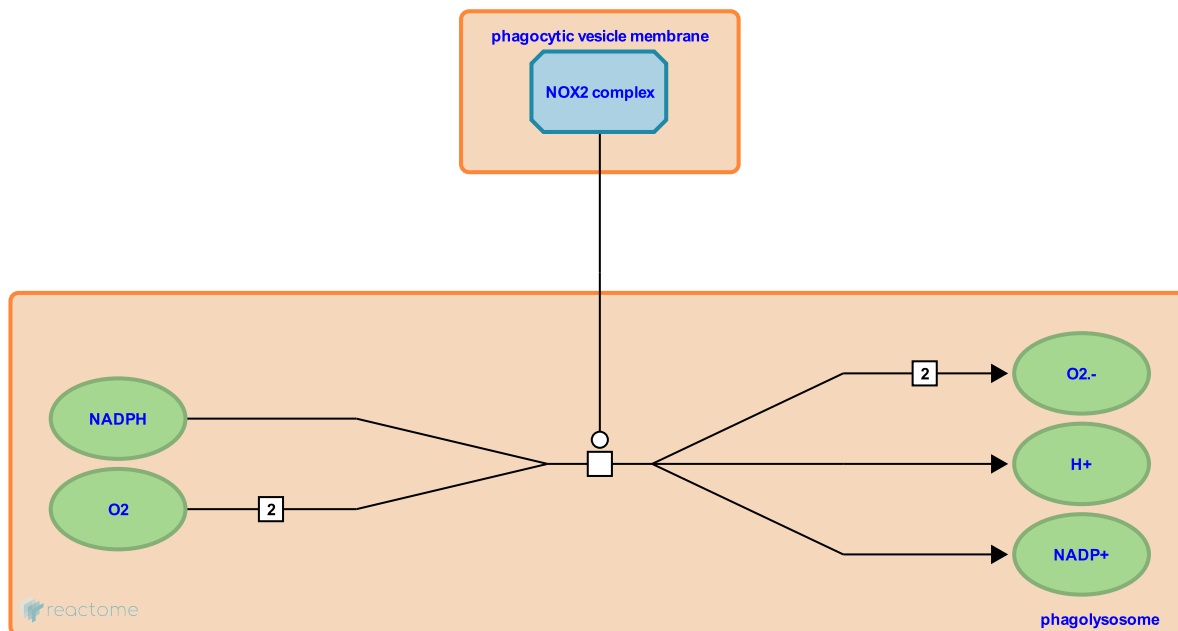 phagocytic vesicle membrane
NOX2 complex
NADPH
O2
2
2
O2.-
H+
NADP+
reactome
phagolysosome